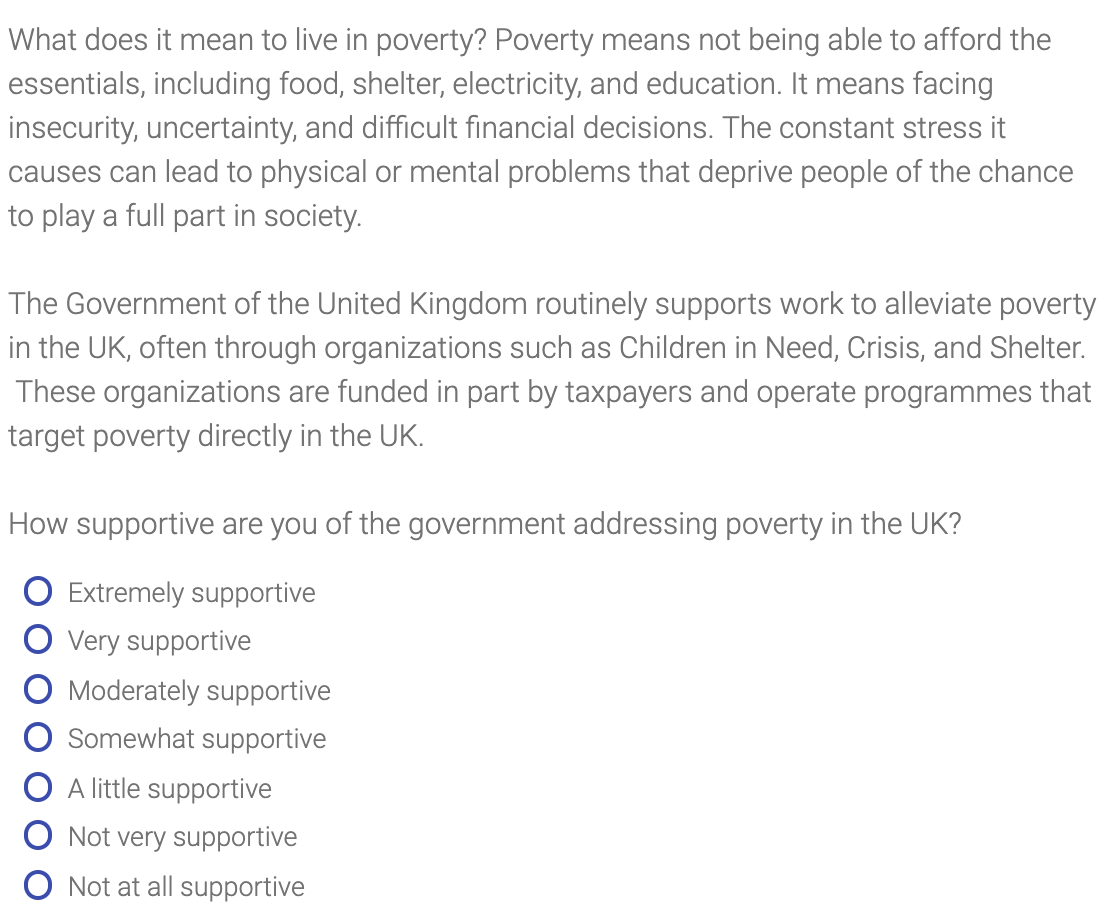 What does it mean to live in poverty? Poverty means not being able to afford the
essentials, including food, shelter, electricity, and education. It means facing
insecurity, uncertainty, and difficult financial decisions. The constant stress it
causes can lead to physical or mental problems that deprive people of the chance
to play a full part in society.
The Government of the United Kingdom routinely supports work to alleviate poverty
in the UK, often through organizations such as Children in Need, Crisis, and Shelter.
These organizations are funded in part by taxpayers and operate programmes that
target poverty directly in the UK.
How supportive are you of the government addressing poverty in the UK?
Extremely supportive
Very supportive
Moderately supportive
Somewhat supportive
A little supportive
Not very supportive
Not at all supportive